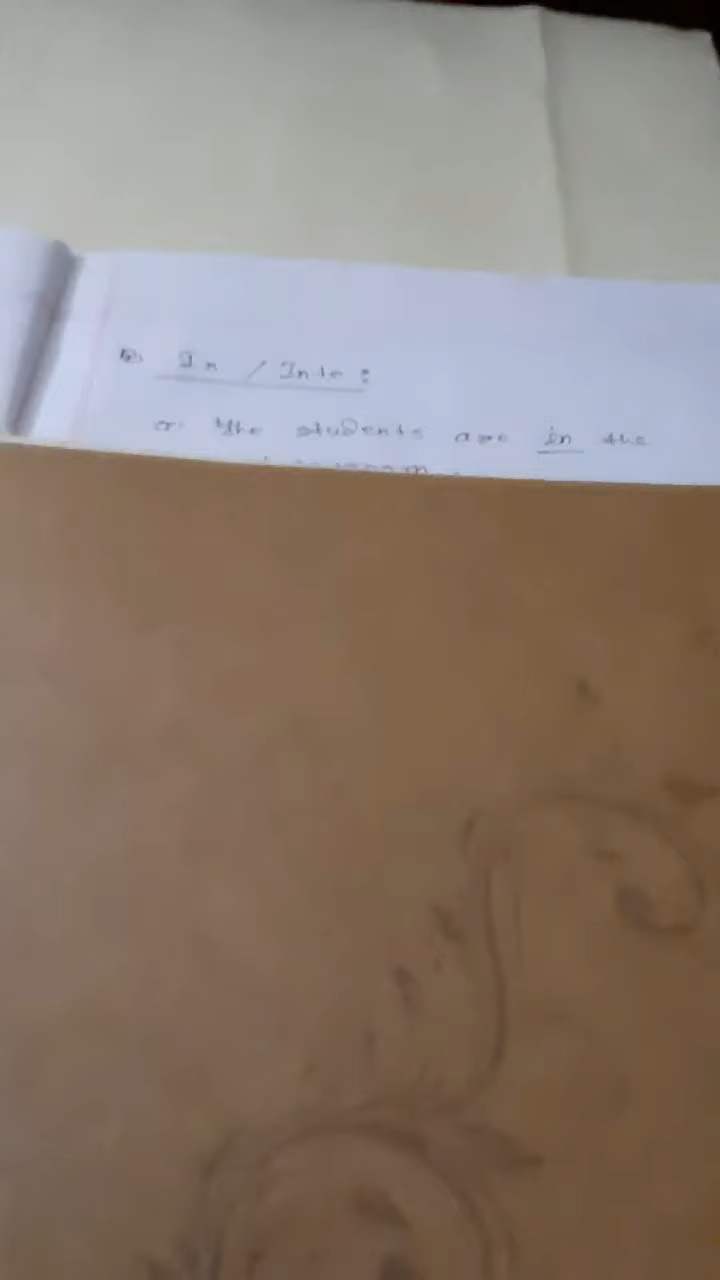 In / Into :
a. The students are in the